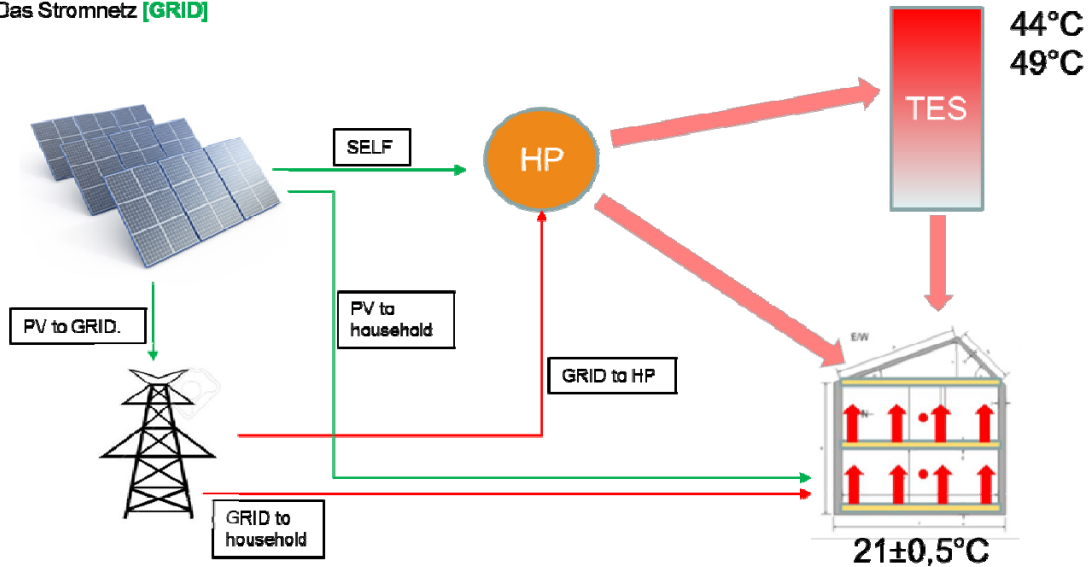 Das Stromnetz [GRID]
44°C
49°C
TES
SELF
HP
PV to GRID.
PV to
hausehald
GRID to HP
E/W
N
GRID to
household
21±0,5°C